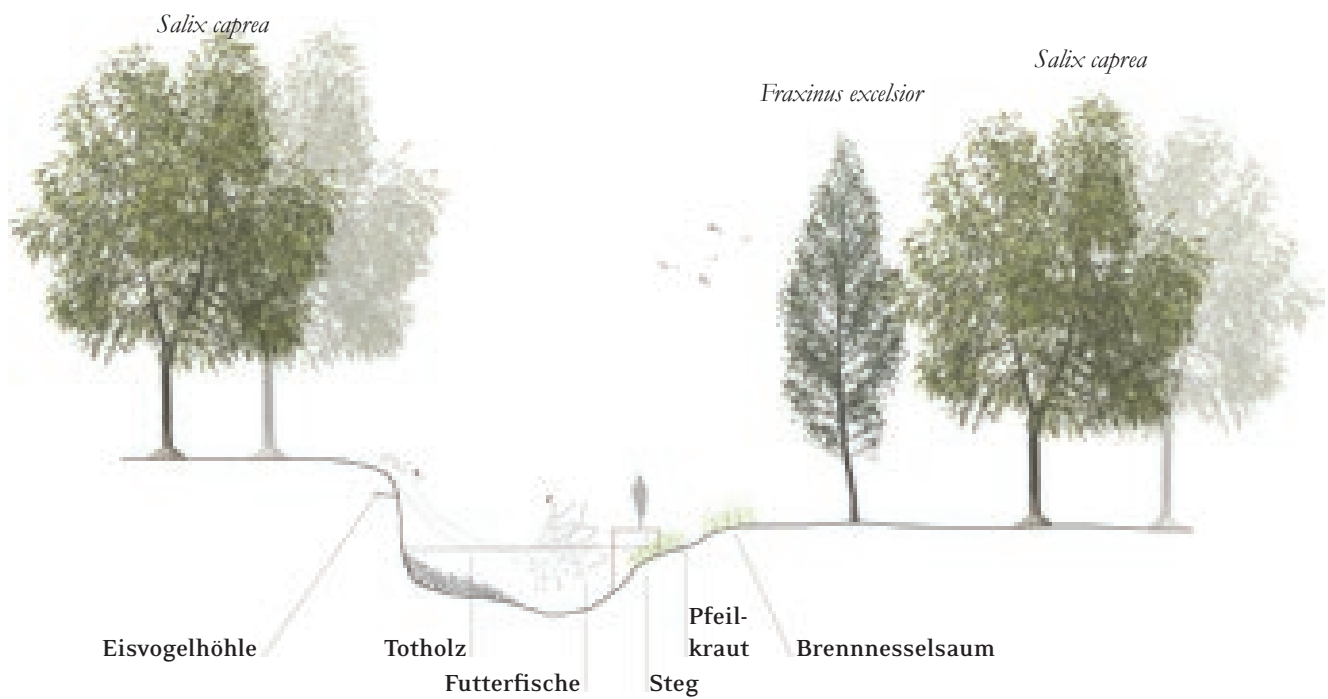 Salix caprea
Salix caprea
Fraxinus excelsior
Pfeil-
Eisvogelhöhle Totholz kraut Brennnesselsaum
Futterfische Steg